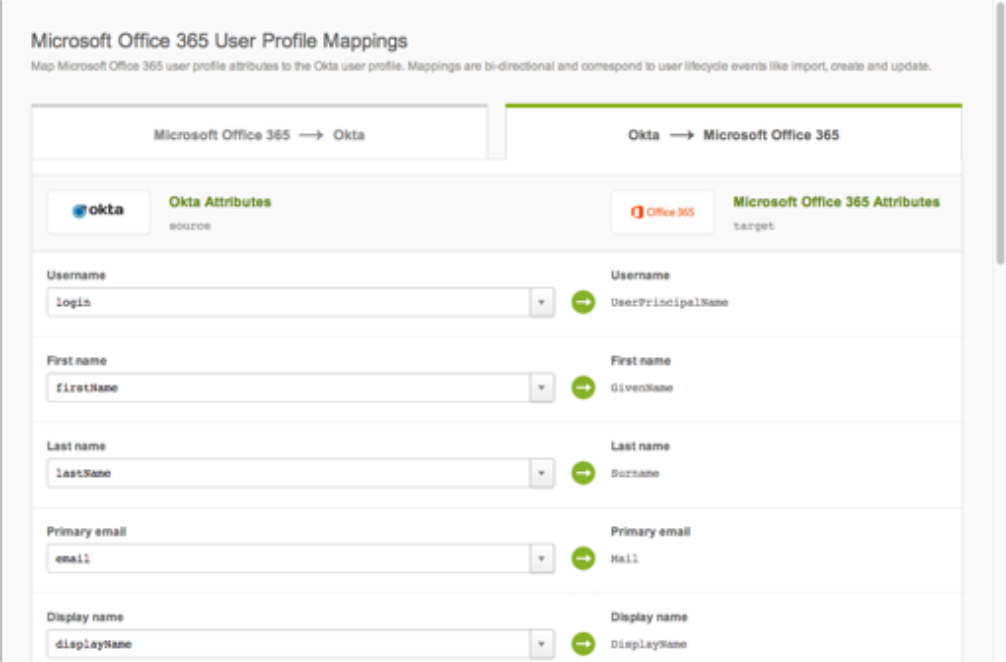 Microsoft Office 365 User Profile Mappings
Map Microsoft Office 365 user profile attributes to the Okta user profile. Mappings are bi-directional and correspond to user lifecycle events like import, create and update.
Microsoft Office 365 → Okta
Okta → Microsoft Office 365
okta
Okta Attributes
source
Office 365
Microsoft Office 365 Attributes
target
Username
login
Username
UserPrincipalName
First name
firstName
First name
GivenName
Last name
lastName
Last name
Surname
Primary email
email
Primary email
Mail
Display name
displayName
Display name
DisplayName